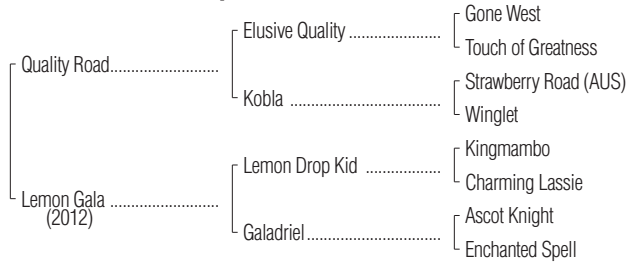 Gone West
Elusive Quality ....................
Touch of Greatness
Quality Road.......................
Strawberry Road (AUS)
Kobla .................................
Winglet
Kingmambo
Lemon Drop Kid ................
Charming Lassie
Lemon Gala .......................
(2012)
Ascot Knight
Galadriel.............................
Enchanted Spell